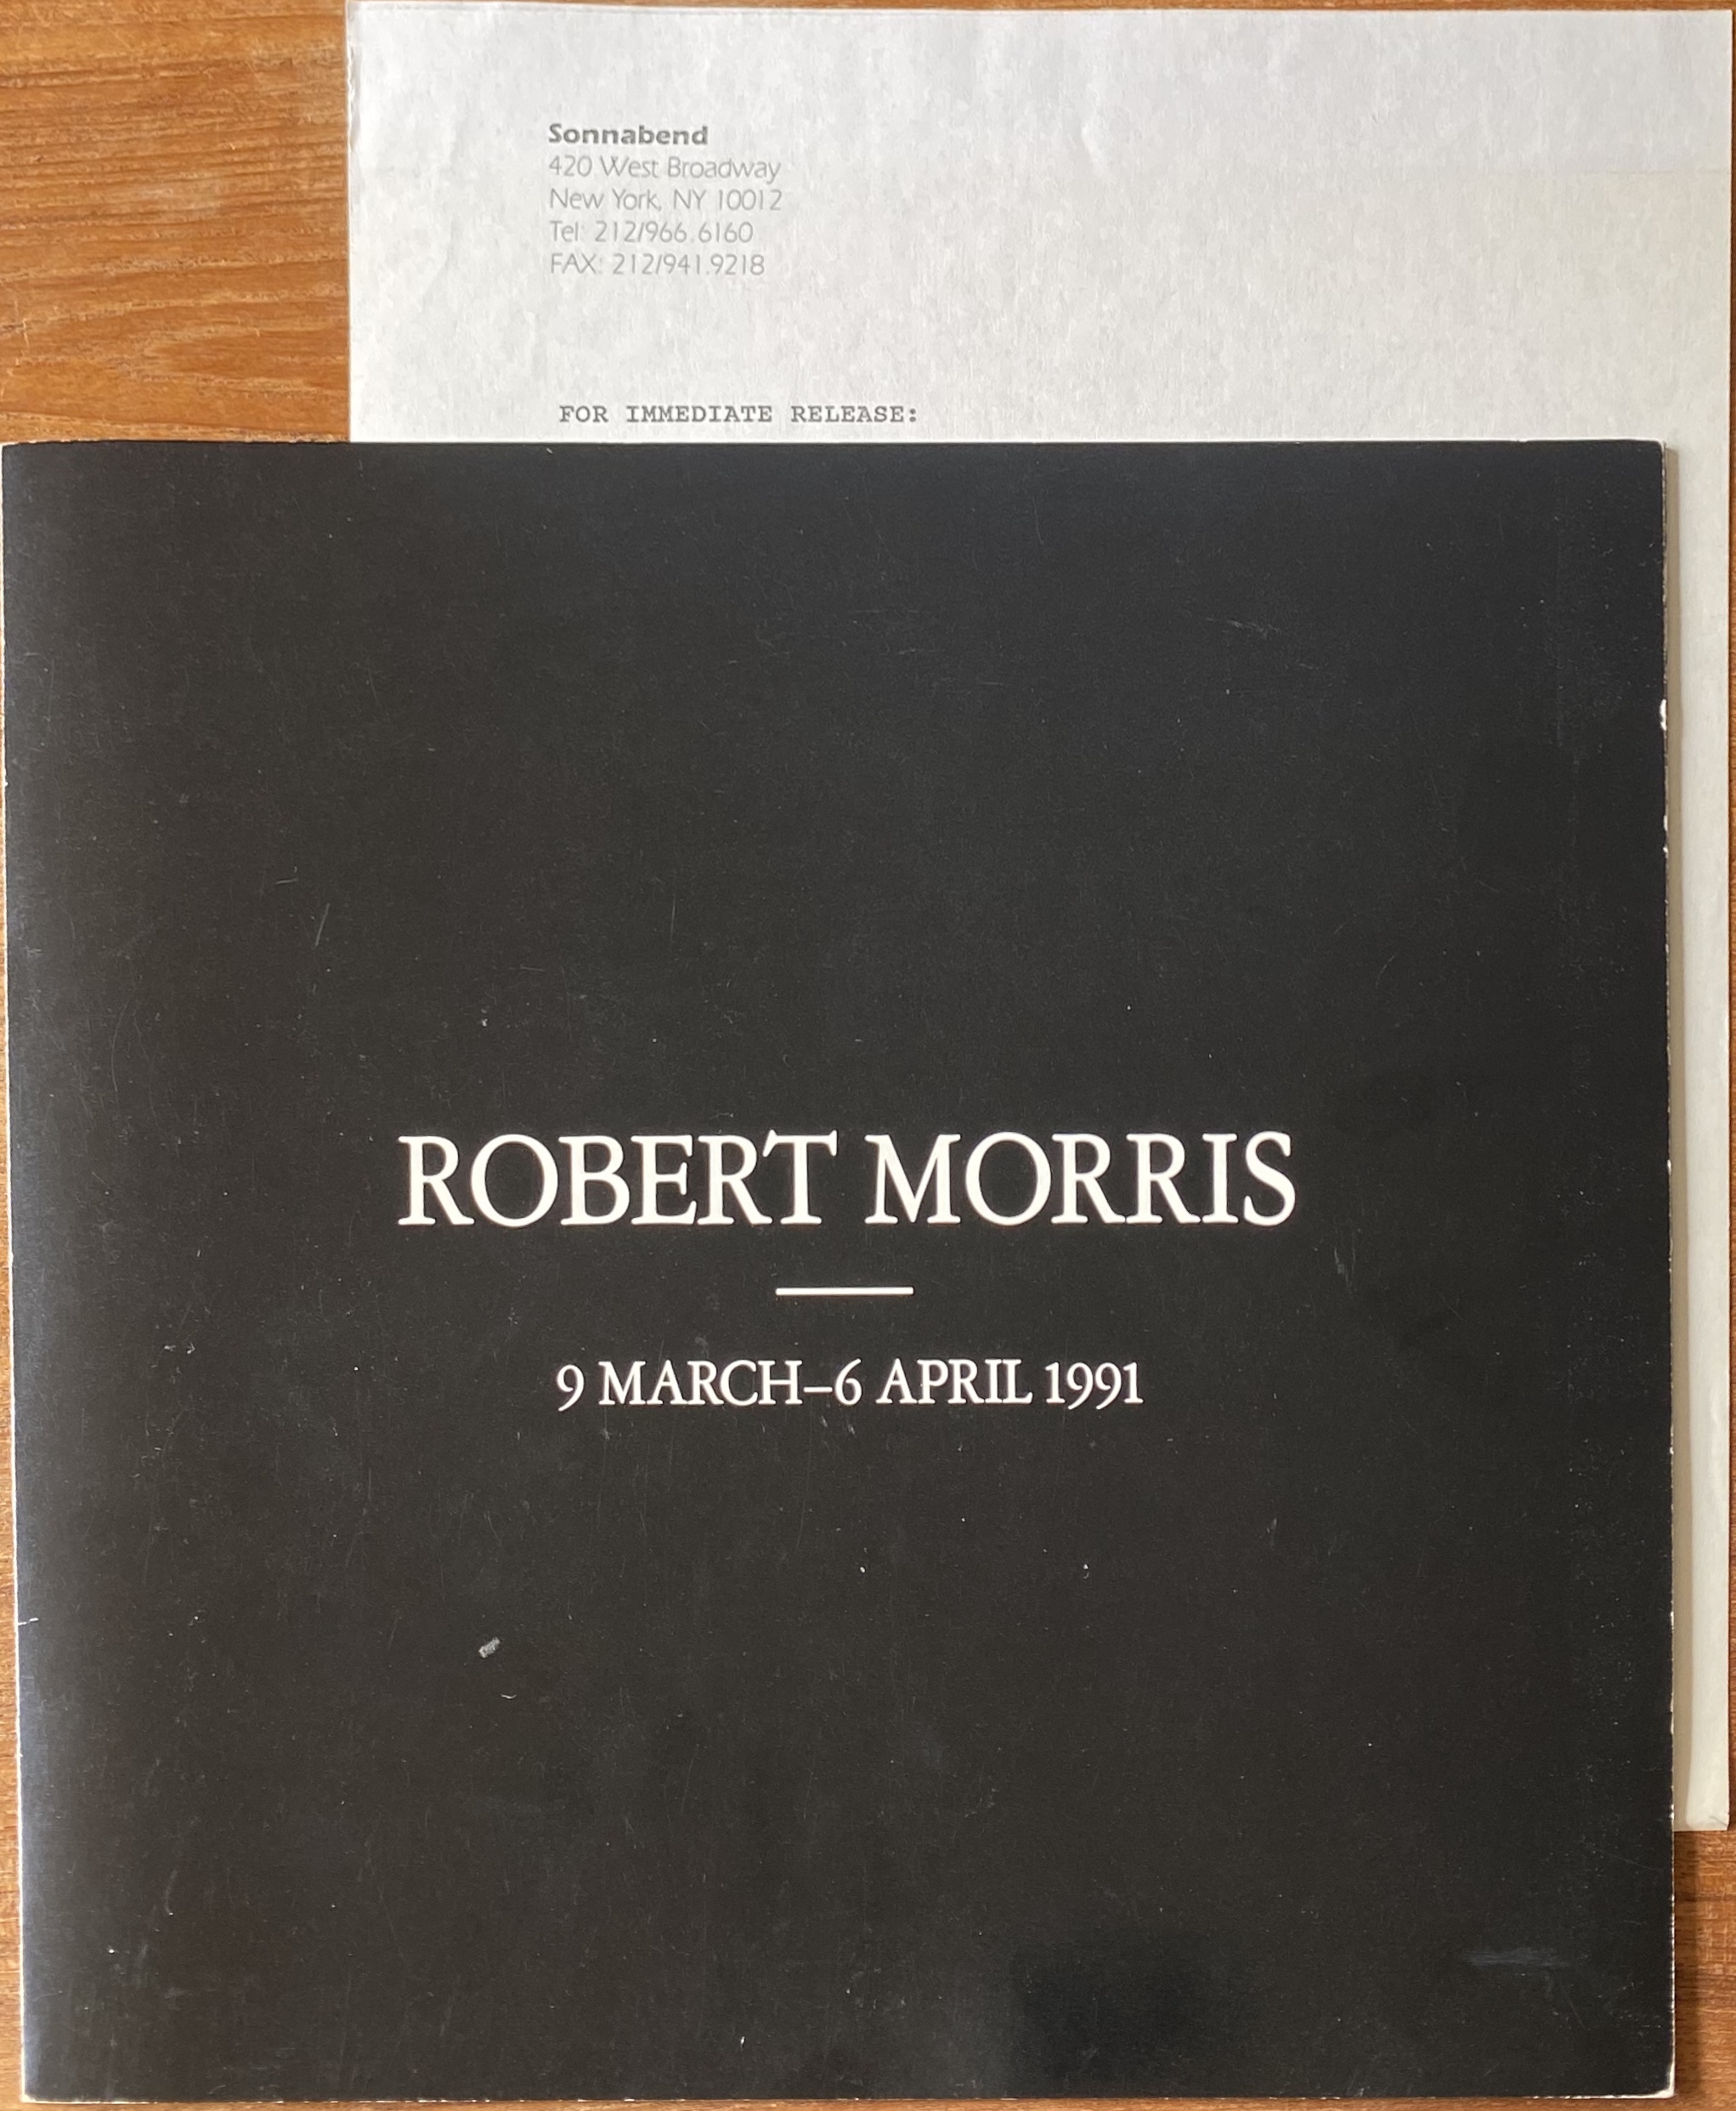 Sonnabend
420 West Broadway
New York, NY 10012
Tel: 212/966.6160
FAX: 212/941.9218
FOR IMMEDIATE RELEASE:
ROBERT MORRIS
9 MARCH–6 APRIL 1991